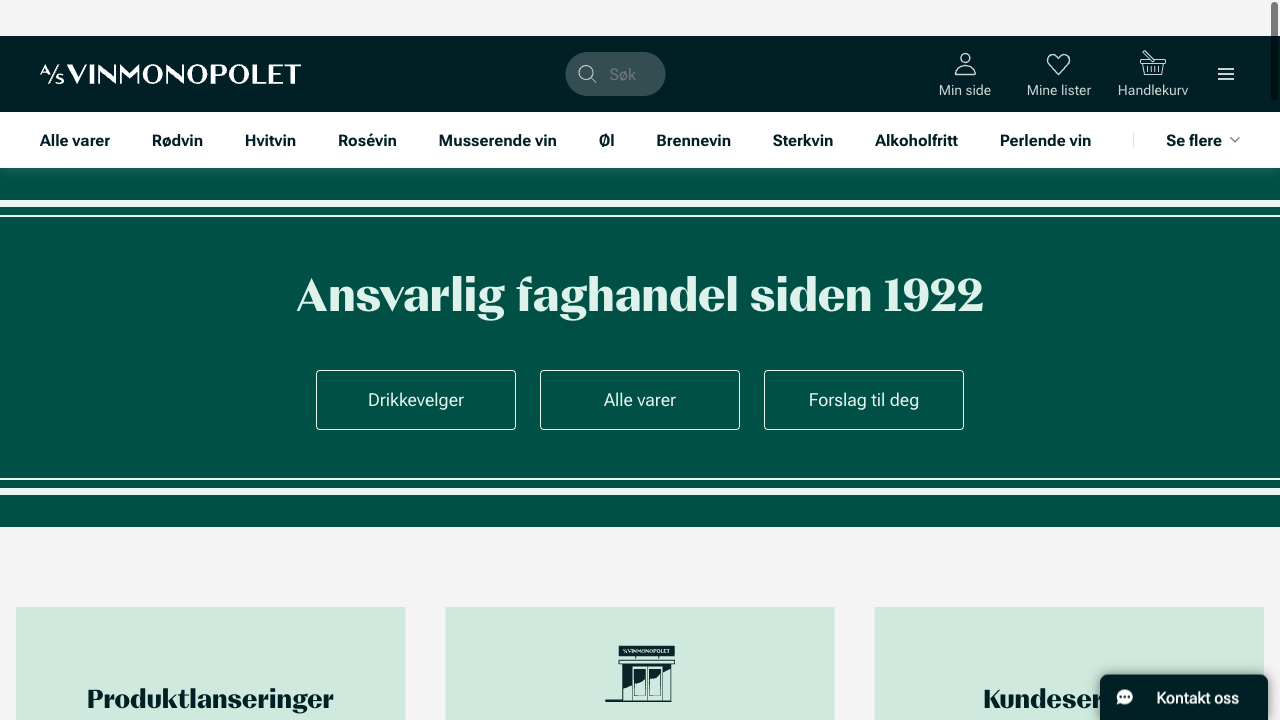 A/S VINMONOPOLET
Søk
Min side
Mine lister
Handlekurv
Alle varer
Rødvin
Hvitvin
Rosévin
Musserende vin
Øl
Brennevin
Sterkvin
Alkoholfritt
Perlende vin
Se flere
Ansvarlig faghandel siden 1922
Drikkevelger
Alle varer
Forslag til deg
A/S VINMONOPOLET
Produktlanseringer
Kundeser
Kontakt oss